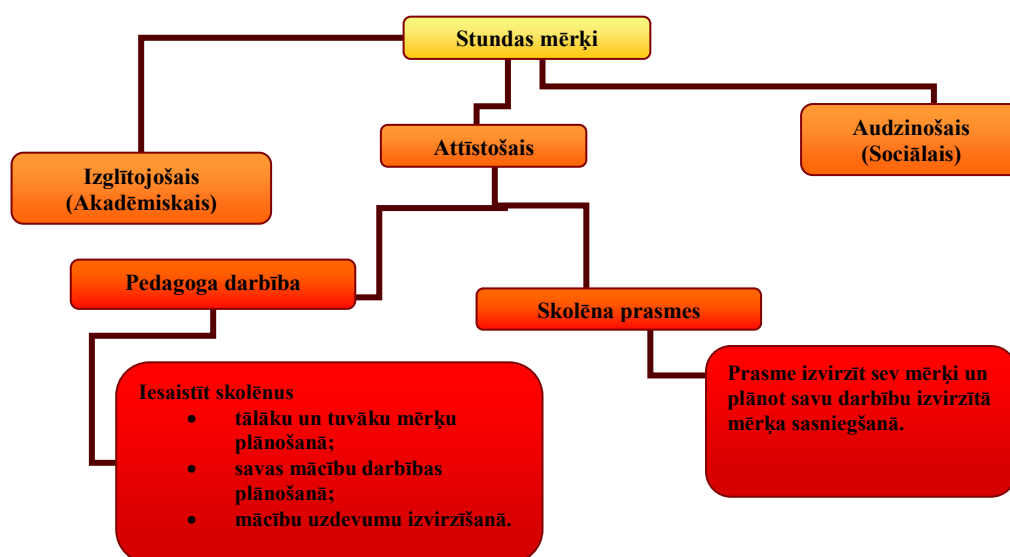 Stundas mērķi
Attīstošais
Audzinošais
(Sociālais)
Izglītojošais
(Akadēmiskais)
Pedagoga darbība
Skolēna prasmes
Iesaistīt skolēnus
• tālāku un tuvāku mērķu
plānošanā;
• savas mācību darbības
plānošanā;
• mācību uzdevumu izvirzīšanā.
Prasme izvirzīt sev mērķi un
plānot savu darbību izvirzītā
mērķa sasniegšanā.